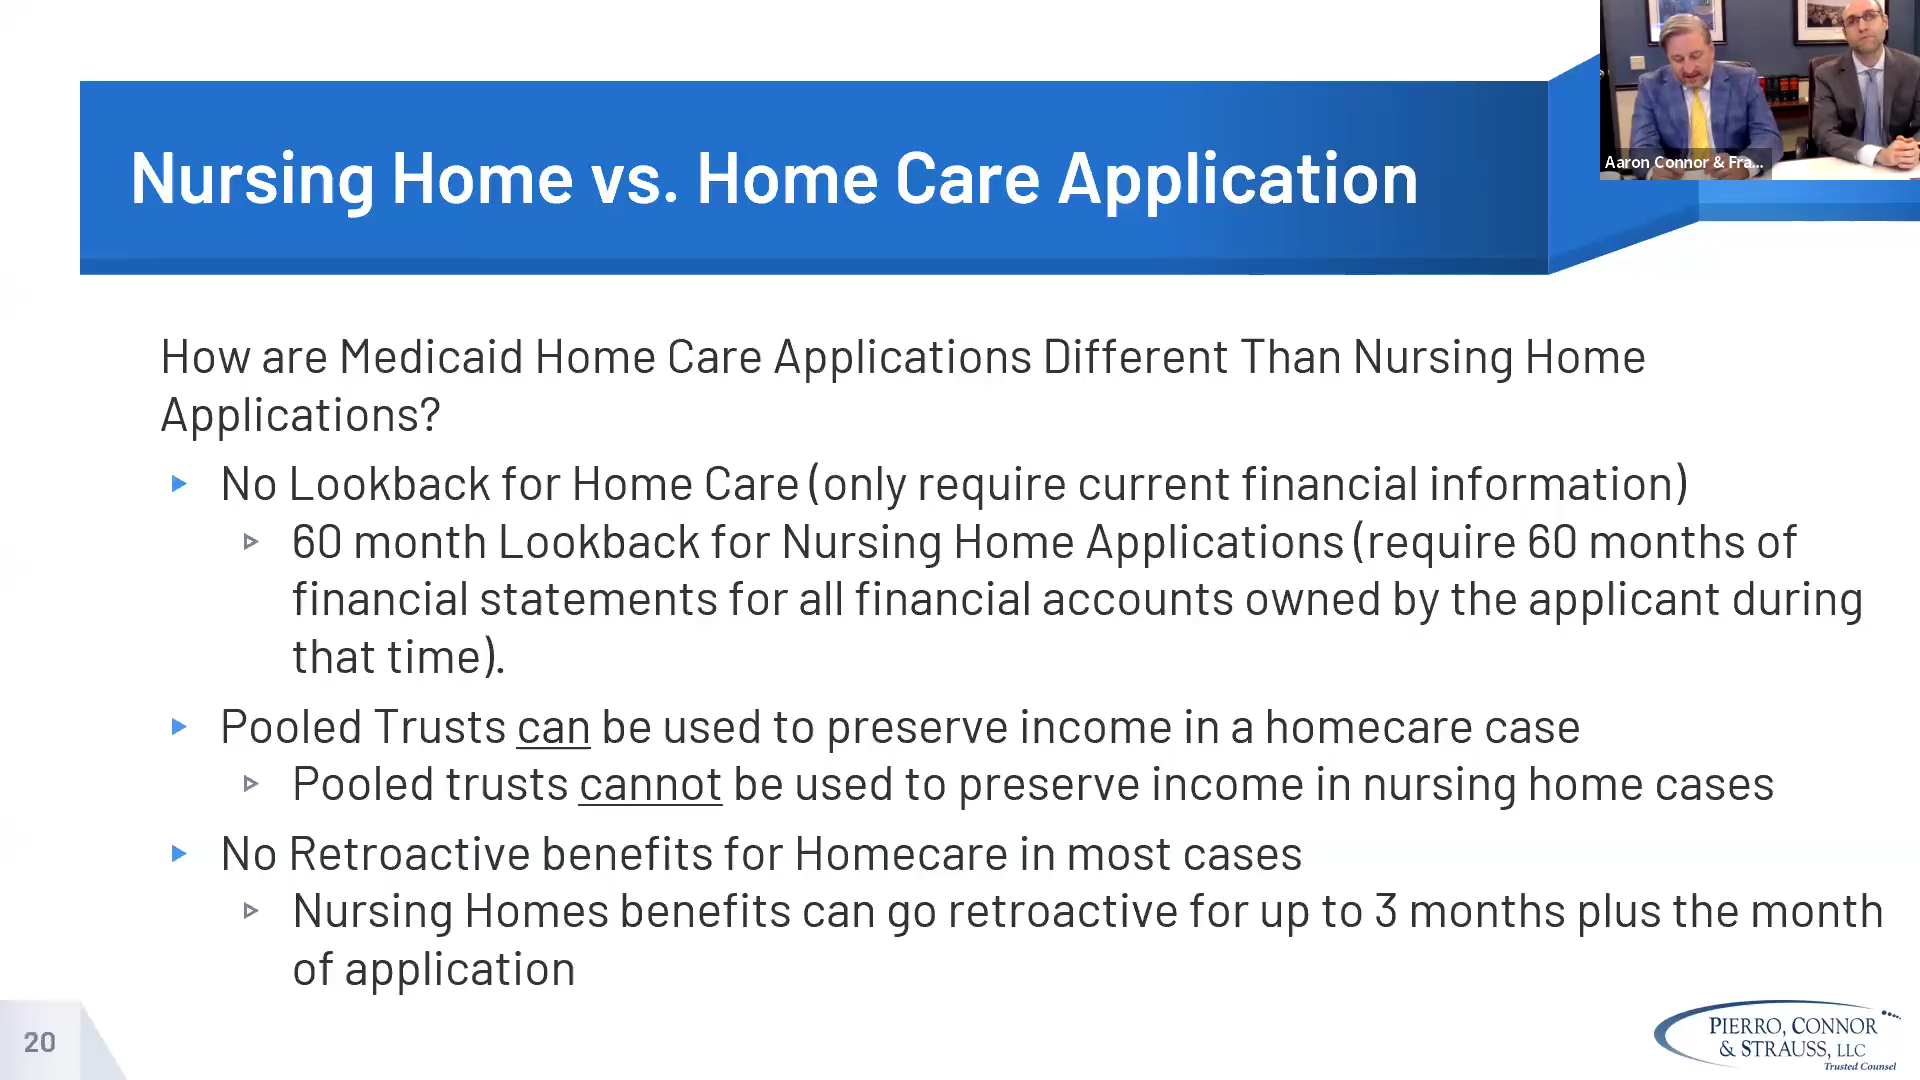 Nursing Home vs. Home Care Application
Aaron Connor & Fra...
How are Medicaid Home Care Applications Different Than Nursing Home
Applications?
No Lookback for Home Care (only require current financial information)
60 month Lookback for Nursing Home Applications (require 60 months of
financial statements for all financial accounts owned by the applicant during
that time).
Pooled Trusts can be used to preserve income in a homecare case
Pooled trusts cannot be used to preserve income in nursing home cases
No Retroactive benefits for Homecare in most cases
Nursing Homes benefits can go retroactive for up to 3 months plus the month
of application
20
PIERRO, CONNOR
& STRAUSS, LLC
Trusted Counsel